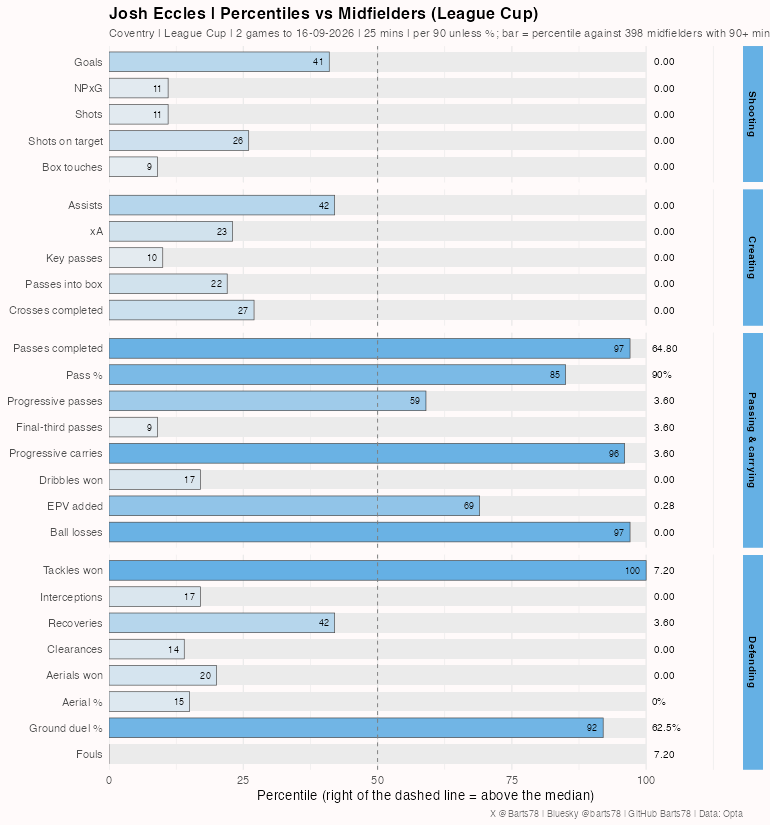 Josh Eccles | Percentiles vs Midfielders (League Cup)
Coventry | League Cup | 2 games to 16-09-2026 | 25 mins | per 90 unless %; bar = percentile against 398 midfielders with 90+ min
Goals 41 0.00
NPxG 11 0.00
Shots 11 0.00
Shots on target 26 0.00
Box touches 9 0.00
Shooting
Assists 42 0.00
xA 23 0.00
Key passes 10 0.00
Passes into box 22 0.00
Crosses completed 27 0.00
Creating
Passes completed 97 64.80
Pass % 85 90%
Progressive passes 59 3.60
Final-third passes 9 3.60
Progressive carries 96 3.60
Dribbles won 17 0.00
EPV added 69 0.28
Ball losses 97 0.00
Passing & carrying
Tackles won 100 7.20
Interceptions 17 0.00
Recoveries 42 3.60
Clearances 14 0.00
Aerials won 20 0.00
Aerial % 15 0%
Ground duel % 92 62.5%
Fouls 7.20
Defending
0 25 50 75 100
Percentile (right of the dashed line = above the median)
X @Barts78 | Bluesky @barts78 | GitHub Barts78 | Data: Opta